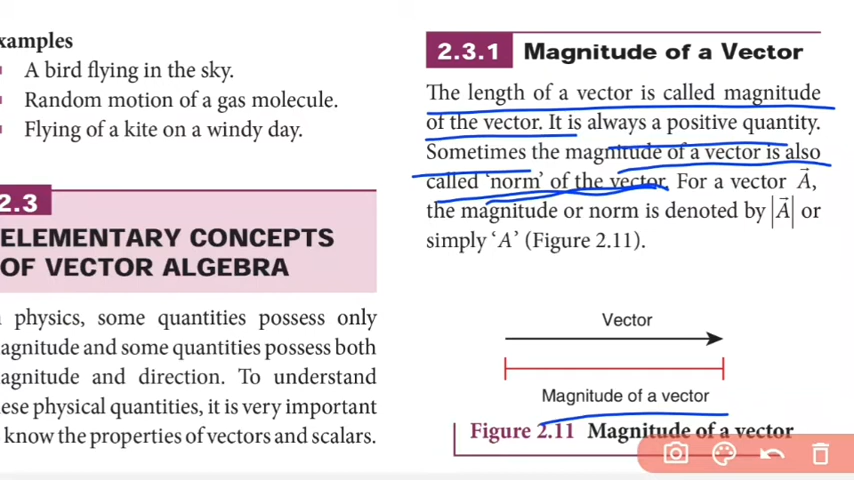 xamples
A bird flying in the sky.
Random motion of a gas molecule.
Flying of a kite on a windy day.
2.3
ELEMENTARY CONCEPTS
OF VECTOR ALGEBRA
physics, some quantities possess only
agnitude and some quantities possess both
agnitude and direction. To understand
ese physical quantities, it is very important
know the properties of vectors and scalars.
2.3.1 Magnitude of a Vector
The length of a vector is called magnitude
of the vector. It is always a positive quantity.
Sometimes the magnitude of a vector is also
called ‘norm’ of the vector. For a vector A⃗,
the magnitude or norm is denoted by |A⃗| or
simply ‘A’ (Figure 2.11).
Vector
Magnitude of a vector
Figure 2.11 Magnitude of a vector